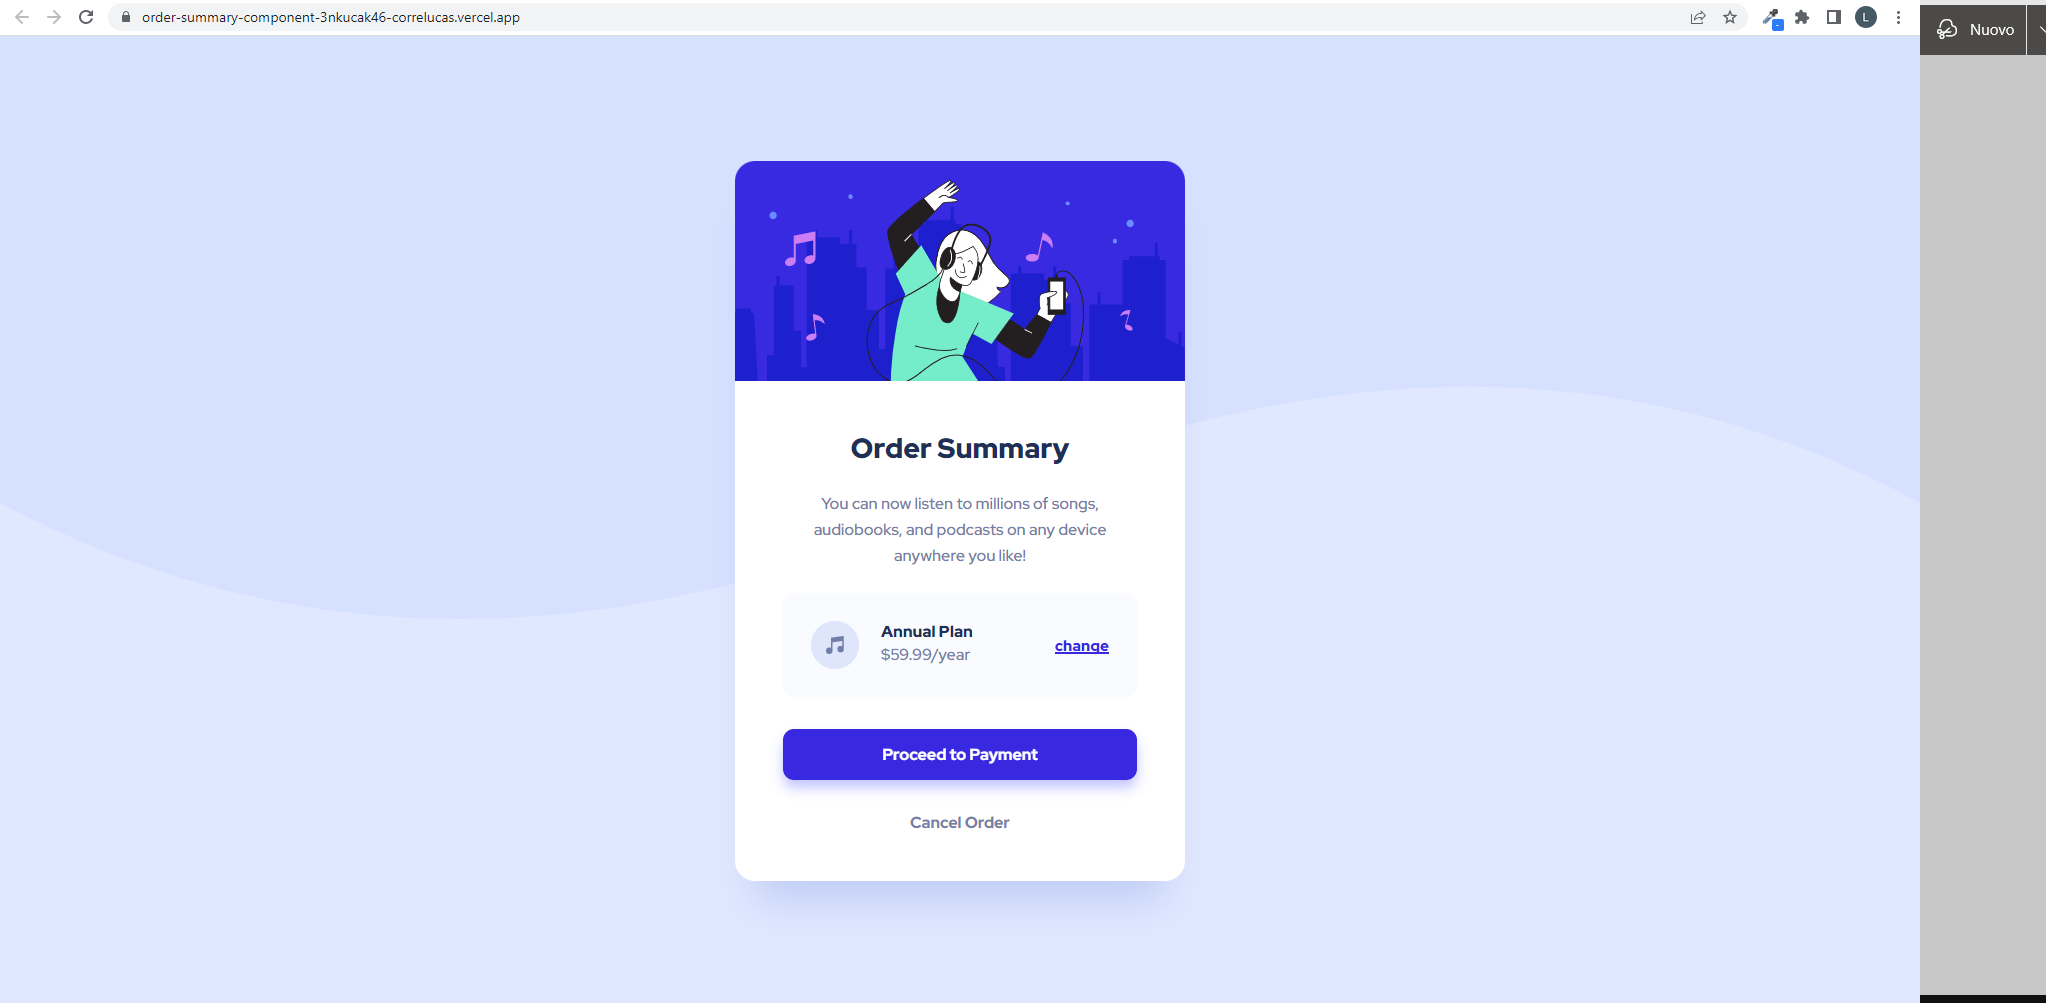 order-summary-component-3nkucak46-correlucas.vercel.app
L
Nuovo
Order Summary
You can now listen to millions of songs,
audiobooks, and podcasts on any device
anywhere you like!
Annual Plan
$59.99/year
change
Proceed to Payment
Cancel Order